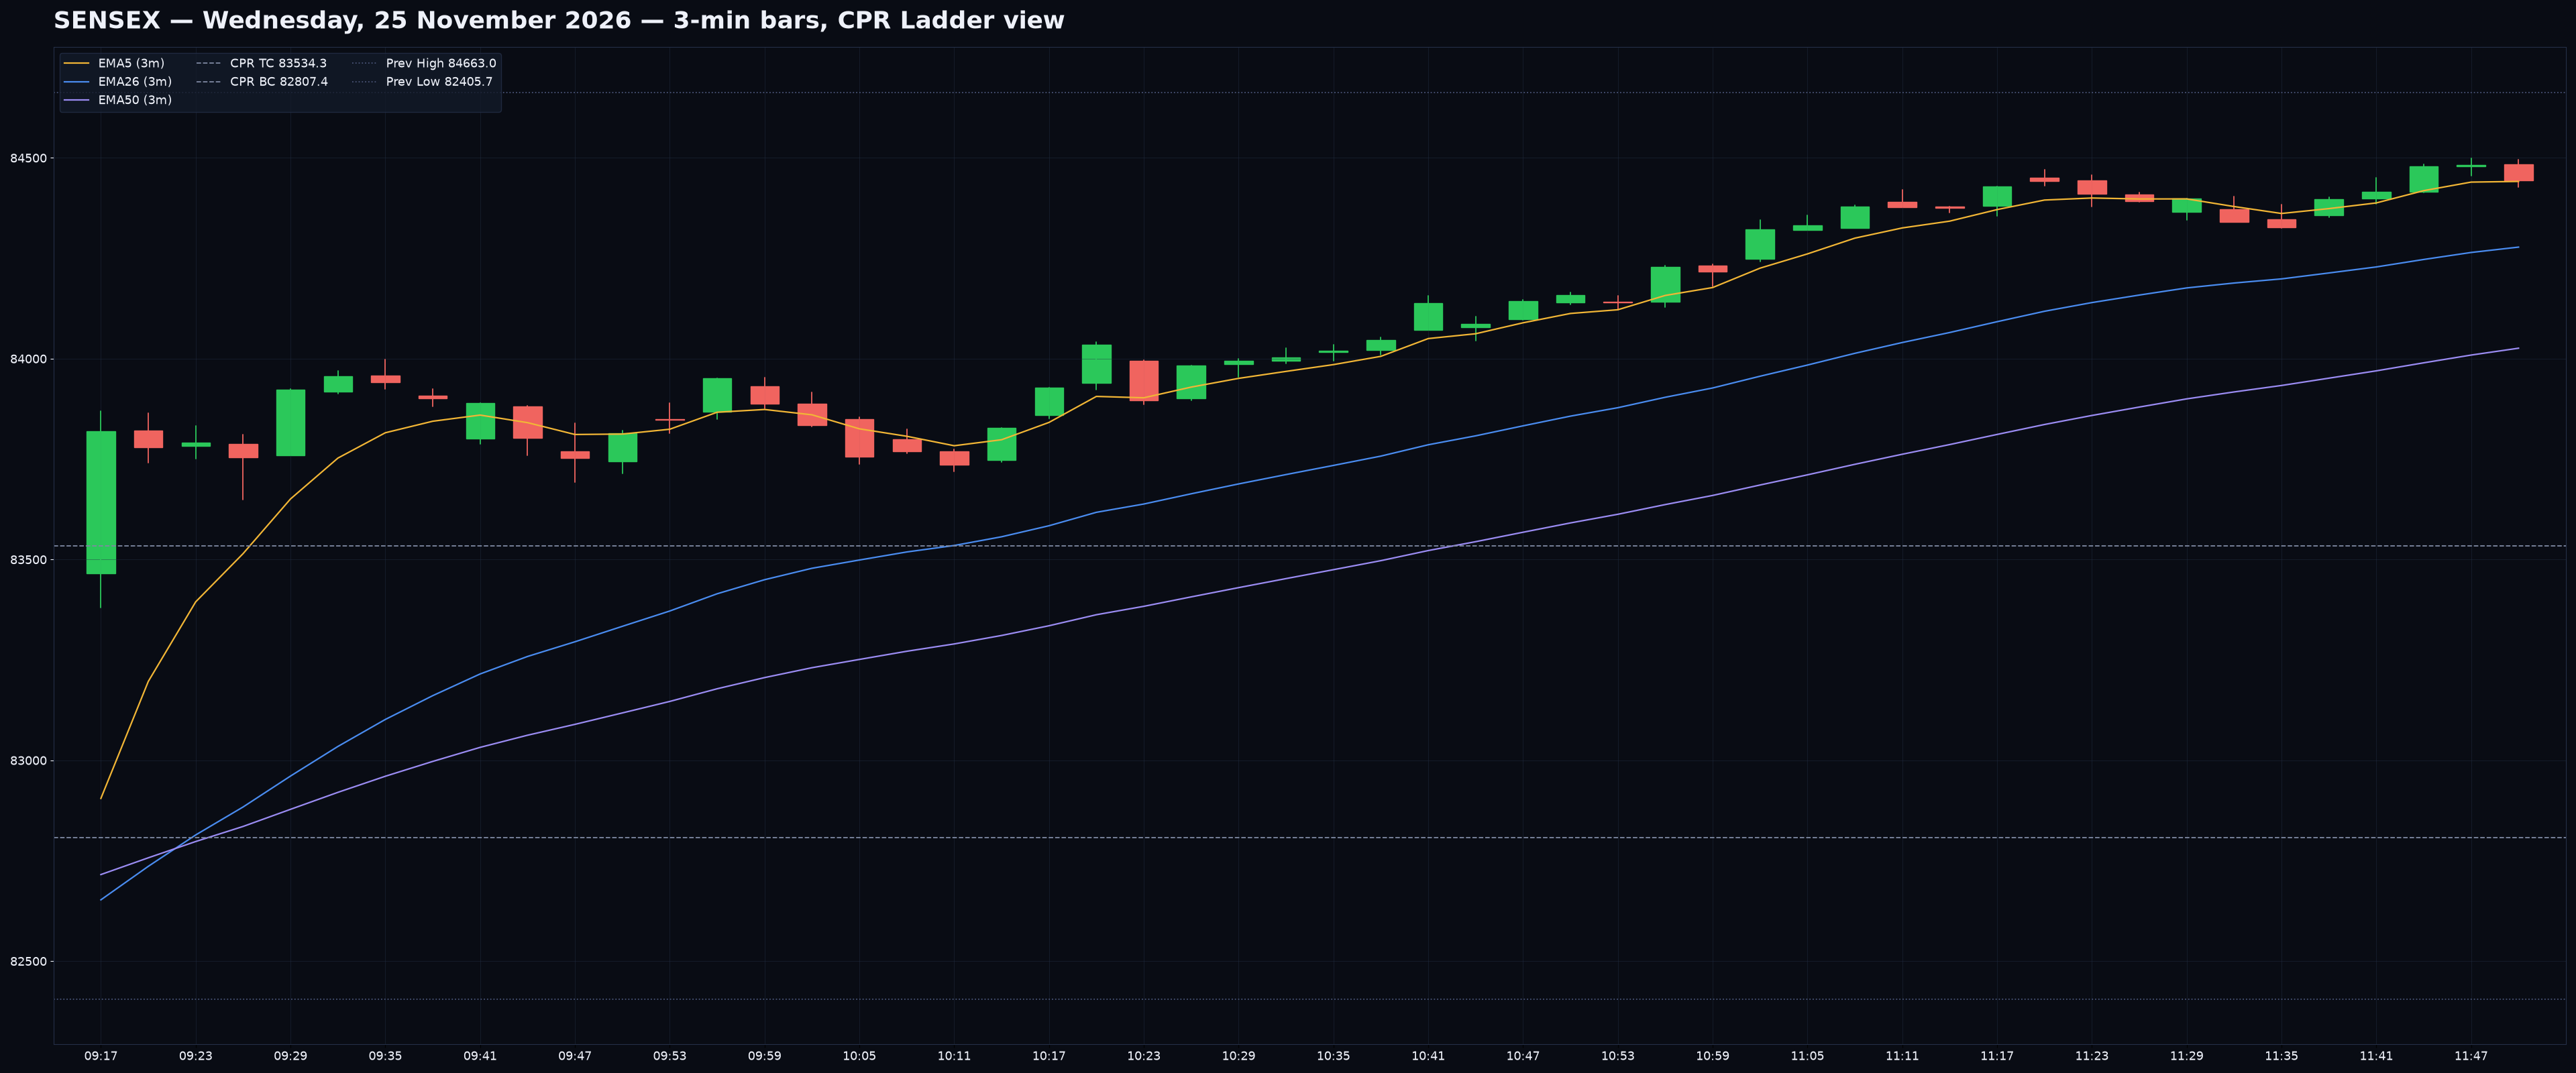 SENSEX — Wednesday, 25 November 2026 — 3-min bars, CPR Ladder view
EMA5 (3m) CPR TC 83534.3 Prev High 84663.0
EMA26 (3m) CPR BC 82807.4 Prev Low 82405.7
EMA50 (3m)
84500
84000
83500
83000
82500
09:17 09:23 09:29 09:35 09:41 09:47 09:53 09:59 10:05 10:11 10:17 10:23 10:29 10:35 10:41 10:47 10:53 10:59 11:05 11:11 11:17 11:23 11:29 11:35 11:41 11:47